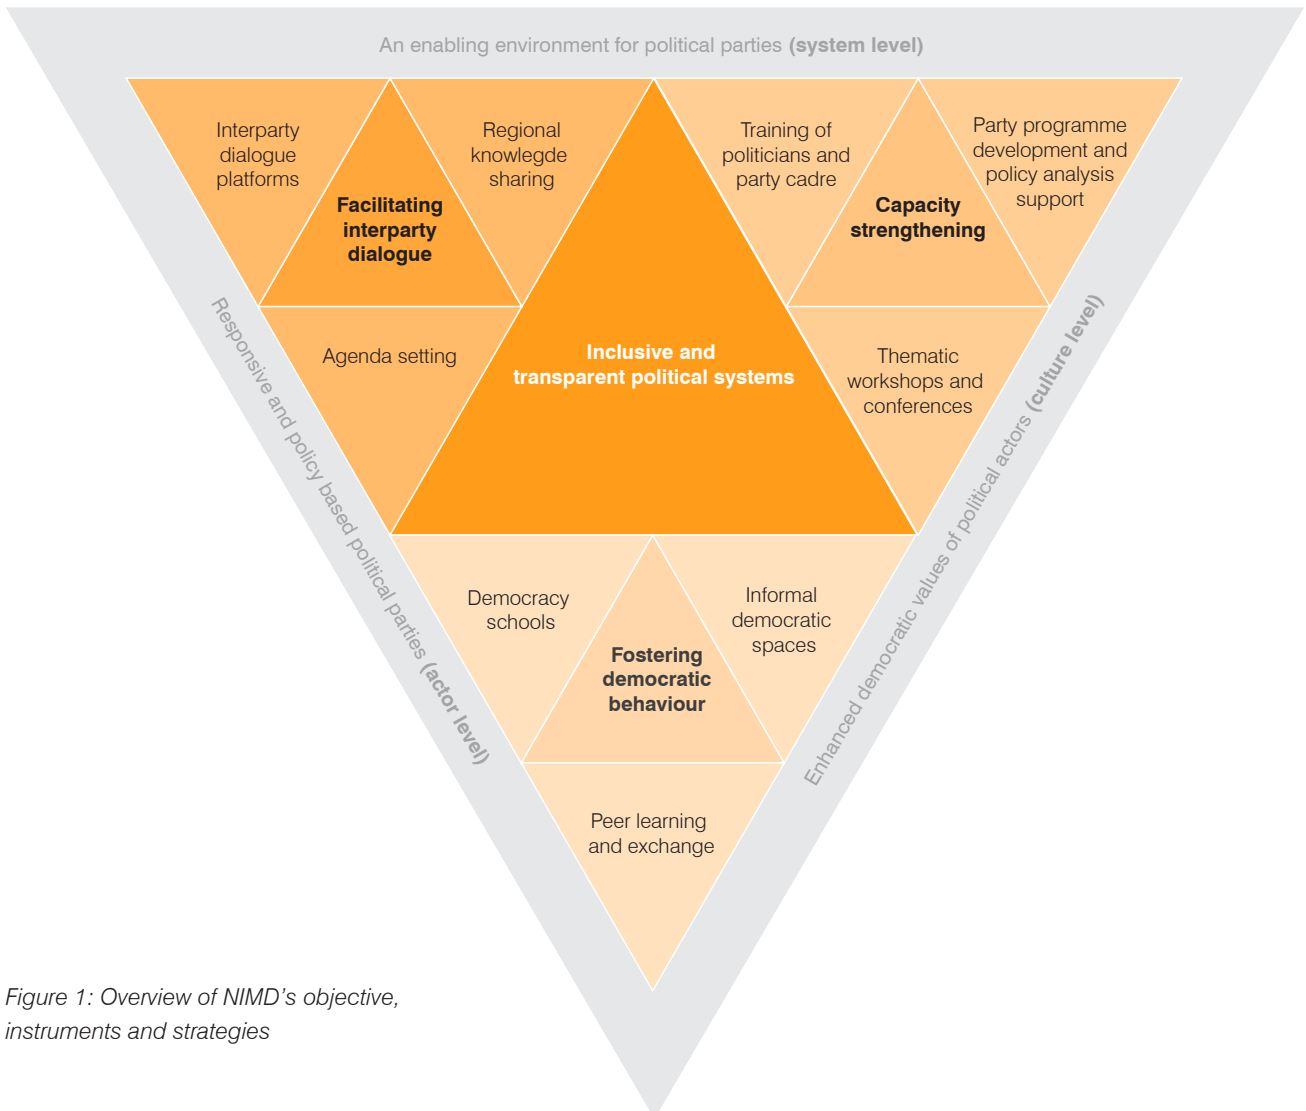 An enabling environment for political parties (system level)
Interparty
dialogue
platforms
Facilitating
interparty
dialogue
Regional
knowlegde
sharing
Agenda setting
Inclusive and
transparent political systems
Training of
politicians and
party cadre
Capacity
strengthening
Party programme
development and
policy analysis
support
Thematic
workshops and
conferences
Responsive and policy based political parties (actor level)
Enhanced democratic values of political actors (culture level)
Democracy
schools
Fostering
democratic
behaviour
Informal
democratic
spaces
Peer learning
and exchange
Figure 1: Overview of NIMD’s objective,
instruments and strategies